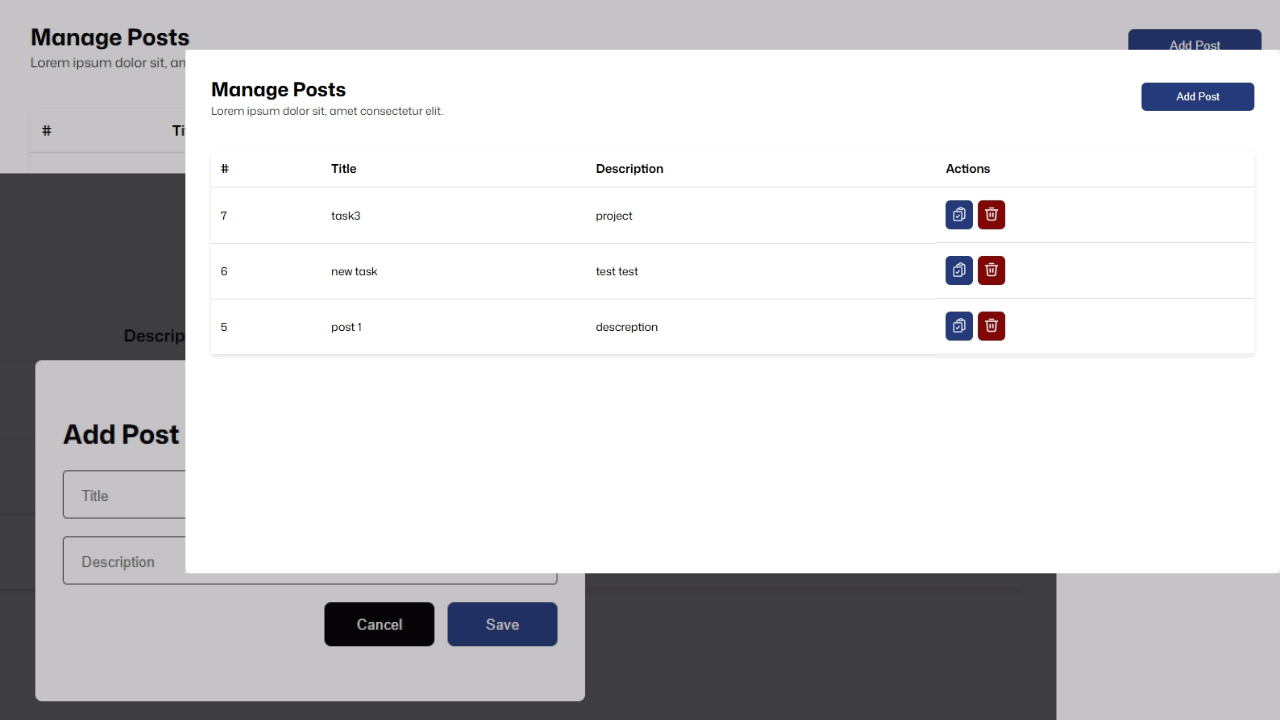 Manage Posts
Lorem ipsum dolor sit, am
Add Post
#
Ti
Manage Posts
Lorem ipsum dolor sit, amet consectetur elit.
Add Post
# Title Description Actions
7 task3 project
6 new task test test
5 post 1 descreption
Descrip
Add Post
Title
Description
Cancel Save